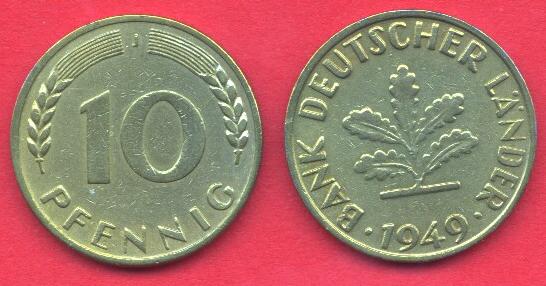 J
10
PFENNIG
BANK DEUTSCHER LÄNDER
· 1949 ·